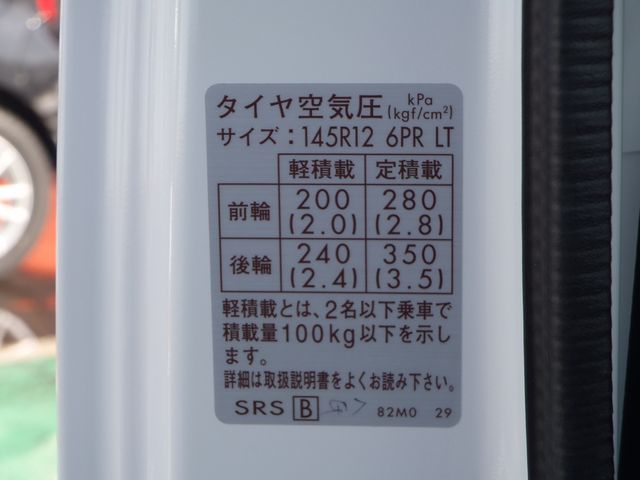 タイヤ空気圧 kPa (kgf/cm²)
サイズ：145R12 6PR LT
軽積載 定積載
前輪 200 (2.0) 280 (2.8)
後輪 240 (2.4) 350 (3.5)
軽積載とは、2名以下乗車で
積載量100kg以下を示し
ます。
詳細は取扱説明書をよくお読み下さい。
SRS B 82M0 29